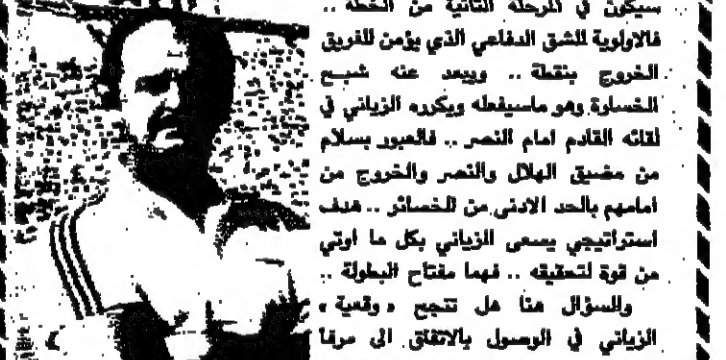 سيكون في المرحلة الثانية من الخطة ..
فالاولوية للشق الدفاعي الذي يؤمن للفريق
الخروج بنقطة .. ويبعد عنه شبح
الخسارة وهو ماسيفعله ويكرره الزياني في
لقائه القادم امام النصر .. فالعبور بسلام
من مضيق الهلال والنصر والخروج من
امامهم بالحد الادنى من الخسائر .. هدف
استراتيجي يسعى الزياني بكل ما اوتي
من قوة لتحقيقه .. فهما مفتاح البطولة ..
والسؤال هنا هل تنجح « وقعية »
الزياني في الوصول بالاتفاق الى مرفا